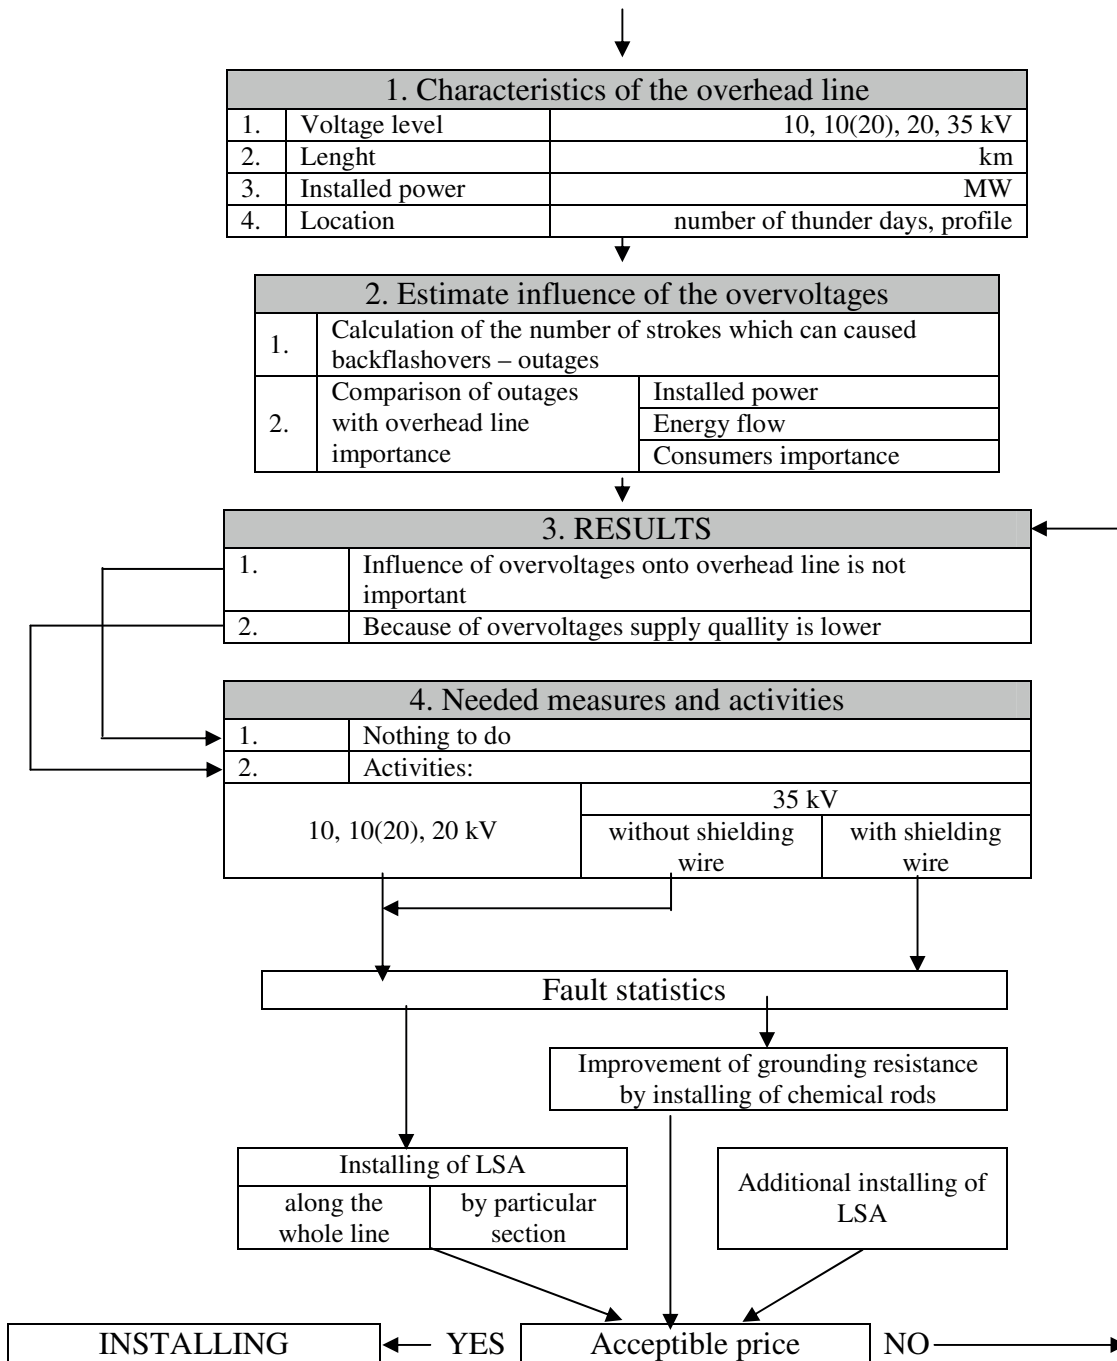 1. Characteristics of the overhead line
1. Voltage level 10, 10(20), 20, 35 kV
2. Lenght km
3. Installed power MW
4. Location number of thunder days, profile
2. Estimate influence of the overvoltages
1. Calculation of the number of strokes which can caused
backflashovers – outages
2. Comparison of outages
with overhead line
importance
Installed power
Energy flow
Consumers importance
3. RESULTS
1. Influence of overvoltages onto overhead line is not
important
2. Because of overvoltages supply quallity is lower
4. Needed measures and activities
1. Nothing to do
2. Activities:
10, 10(20), 20 kV
35 kV
without shielding
wire
with shielding
wire
Fault statistics
Improvement of grounding resistance
by installing of chemical rods
Installing of LSA
along the
whole line
by particular
section
Additional installing of
LSA
INSTALLING YES Acceptible price NO